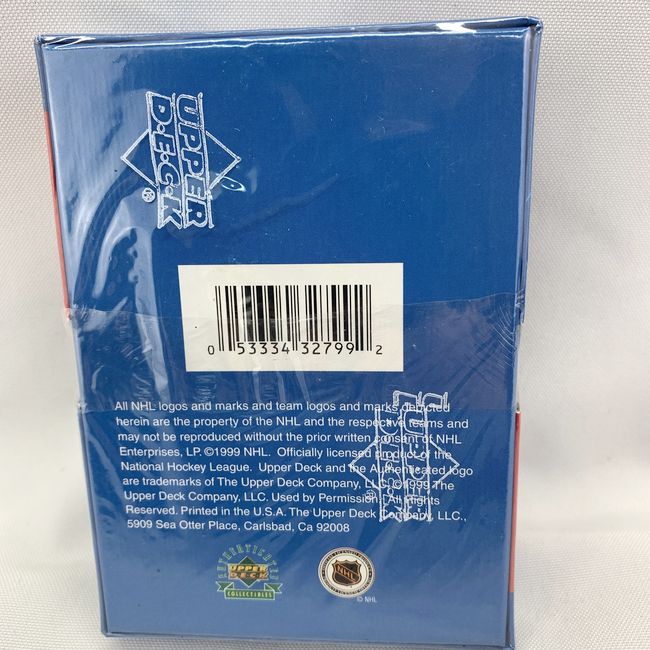 UPPER
D·E·C·K
®
0 53334 32799 2
All NHL logos and marks and team logos and marks depicted
herein are the property of the NHL and the respective teams and
may not be reproduced without the prior written consent of NHL
Enterprises, LP. ©1999 NHL. Officially licensed product of the
National Hockey League. Upper Deck and the Authenticated logo
are trademarks of The Upper Deck Company, LLC. ©1999 The
Upper Deck Company, LLC. Used by Permission. All Rights
Reserved. Printed in the U.S.A. The Upper Deck Company, LLC.,
5909 Sea Otter Place, Carlsbad, Ca 92008
UPPER
D·E·C·K
®
AUTHENTICATED
UPPER
DECK
COLLECTIBLES
NHL
© NHL